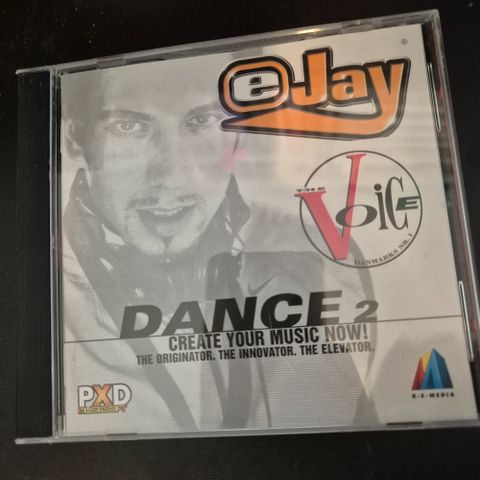 eJay
®
THE
VOiCE
DANMARKS NR. 1
DANCE 2
CREATE YOUR MUSIC NOW!
THE ORIGINATOR. THE INNOVATOR. THE ELEVATOR.
PXD
MUSICSOFT
K-E-MEDIA